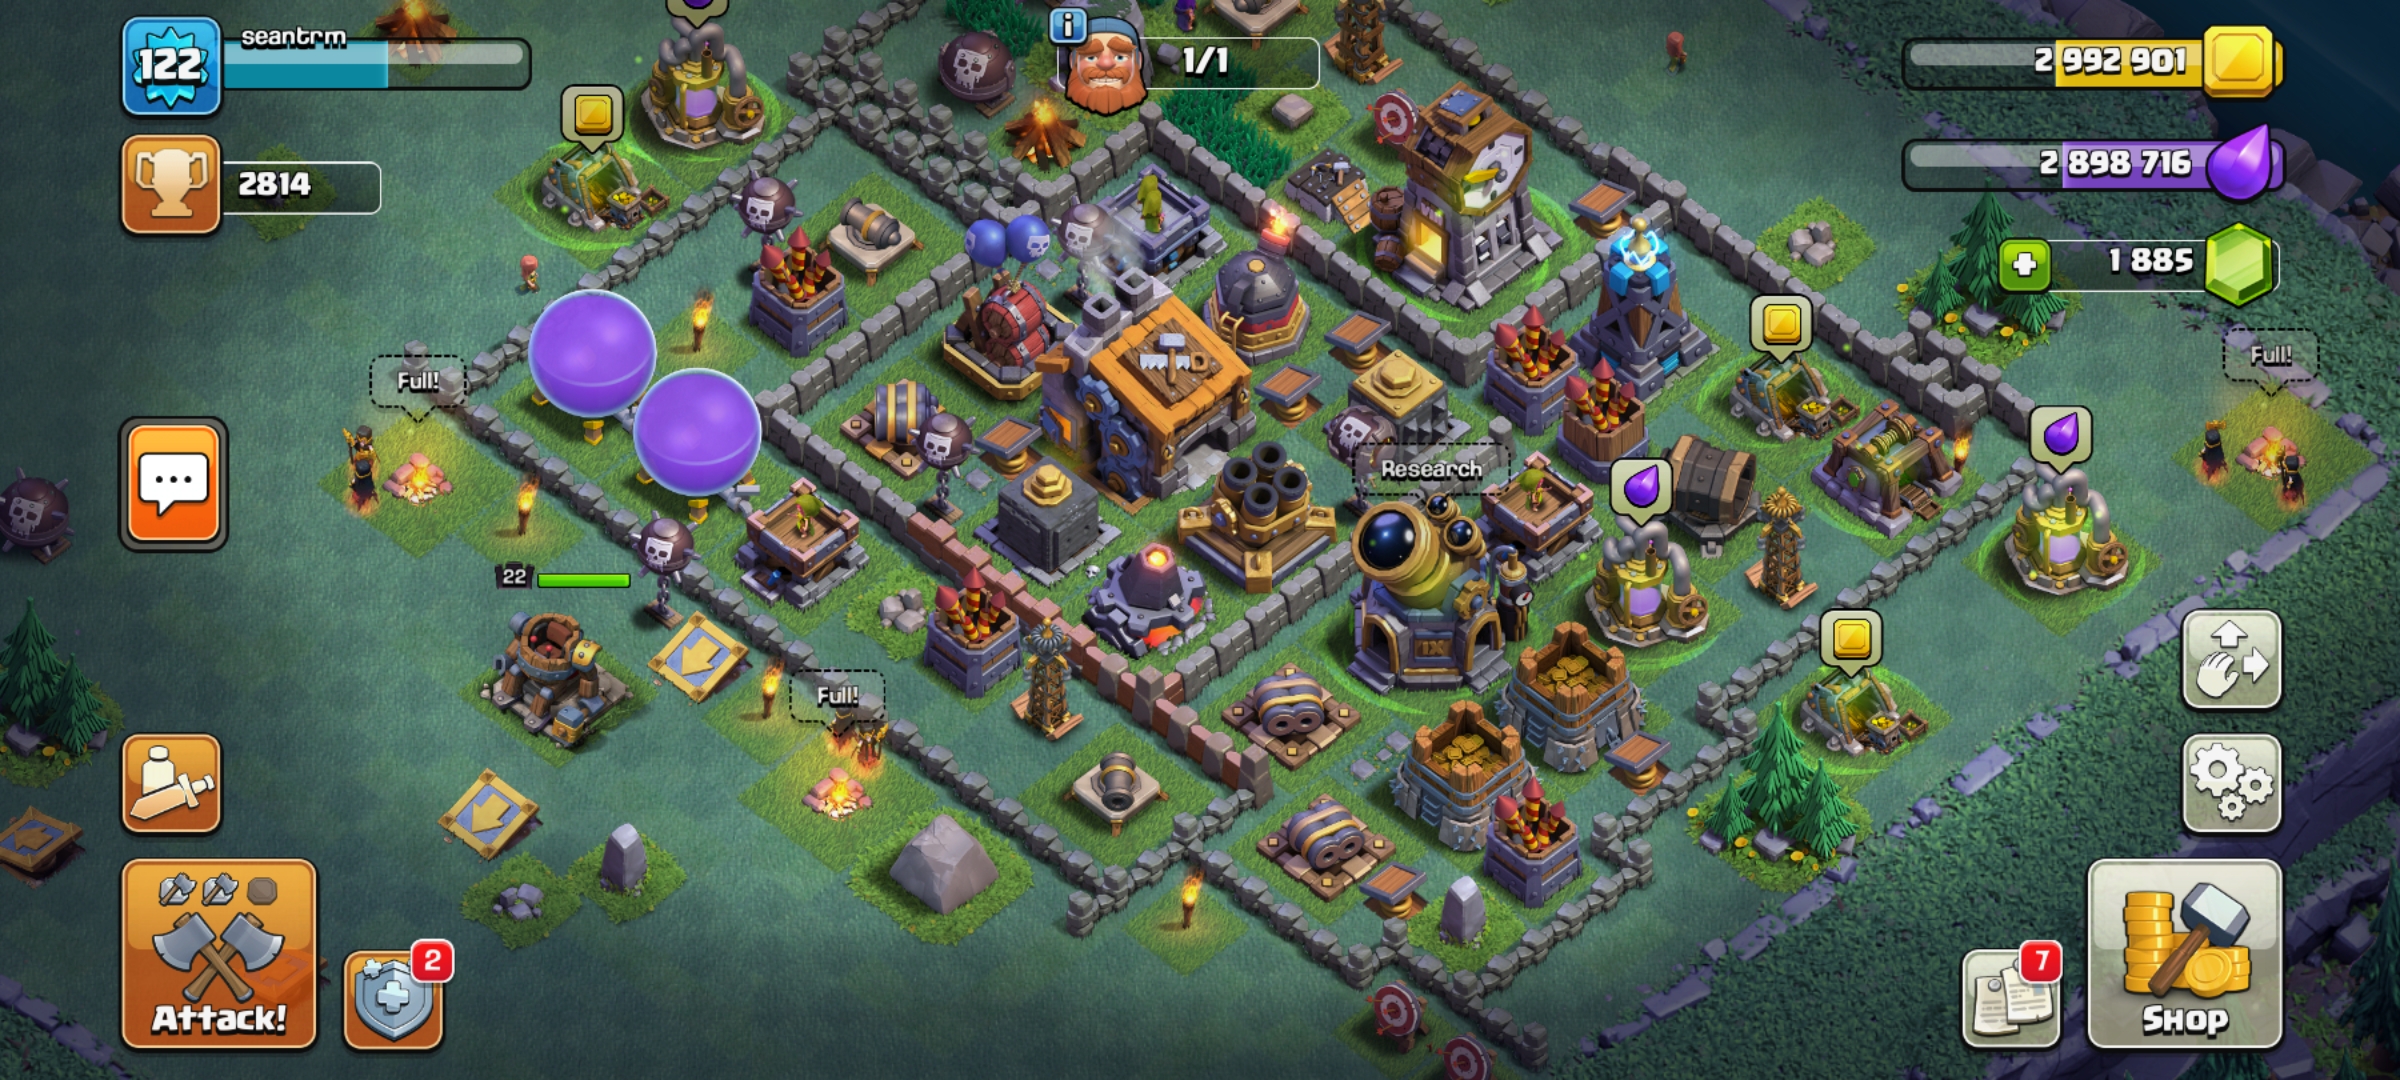 122
seantrm
i
1/1
2 992 901
2814
2 898 716
1 885
Full!
Full!
Research
22
Full!
2
7
Attack!
Shop